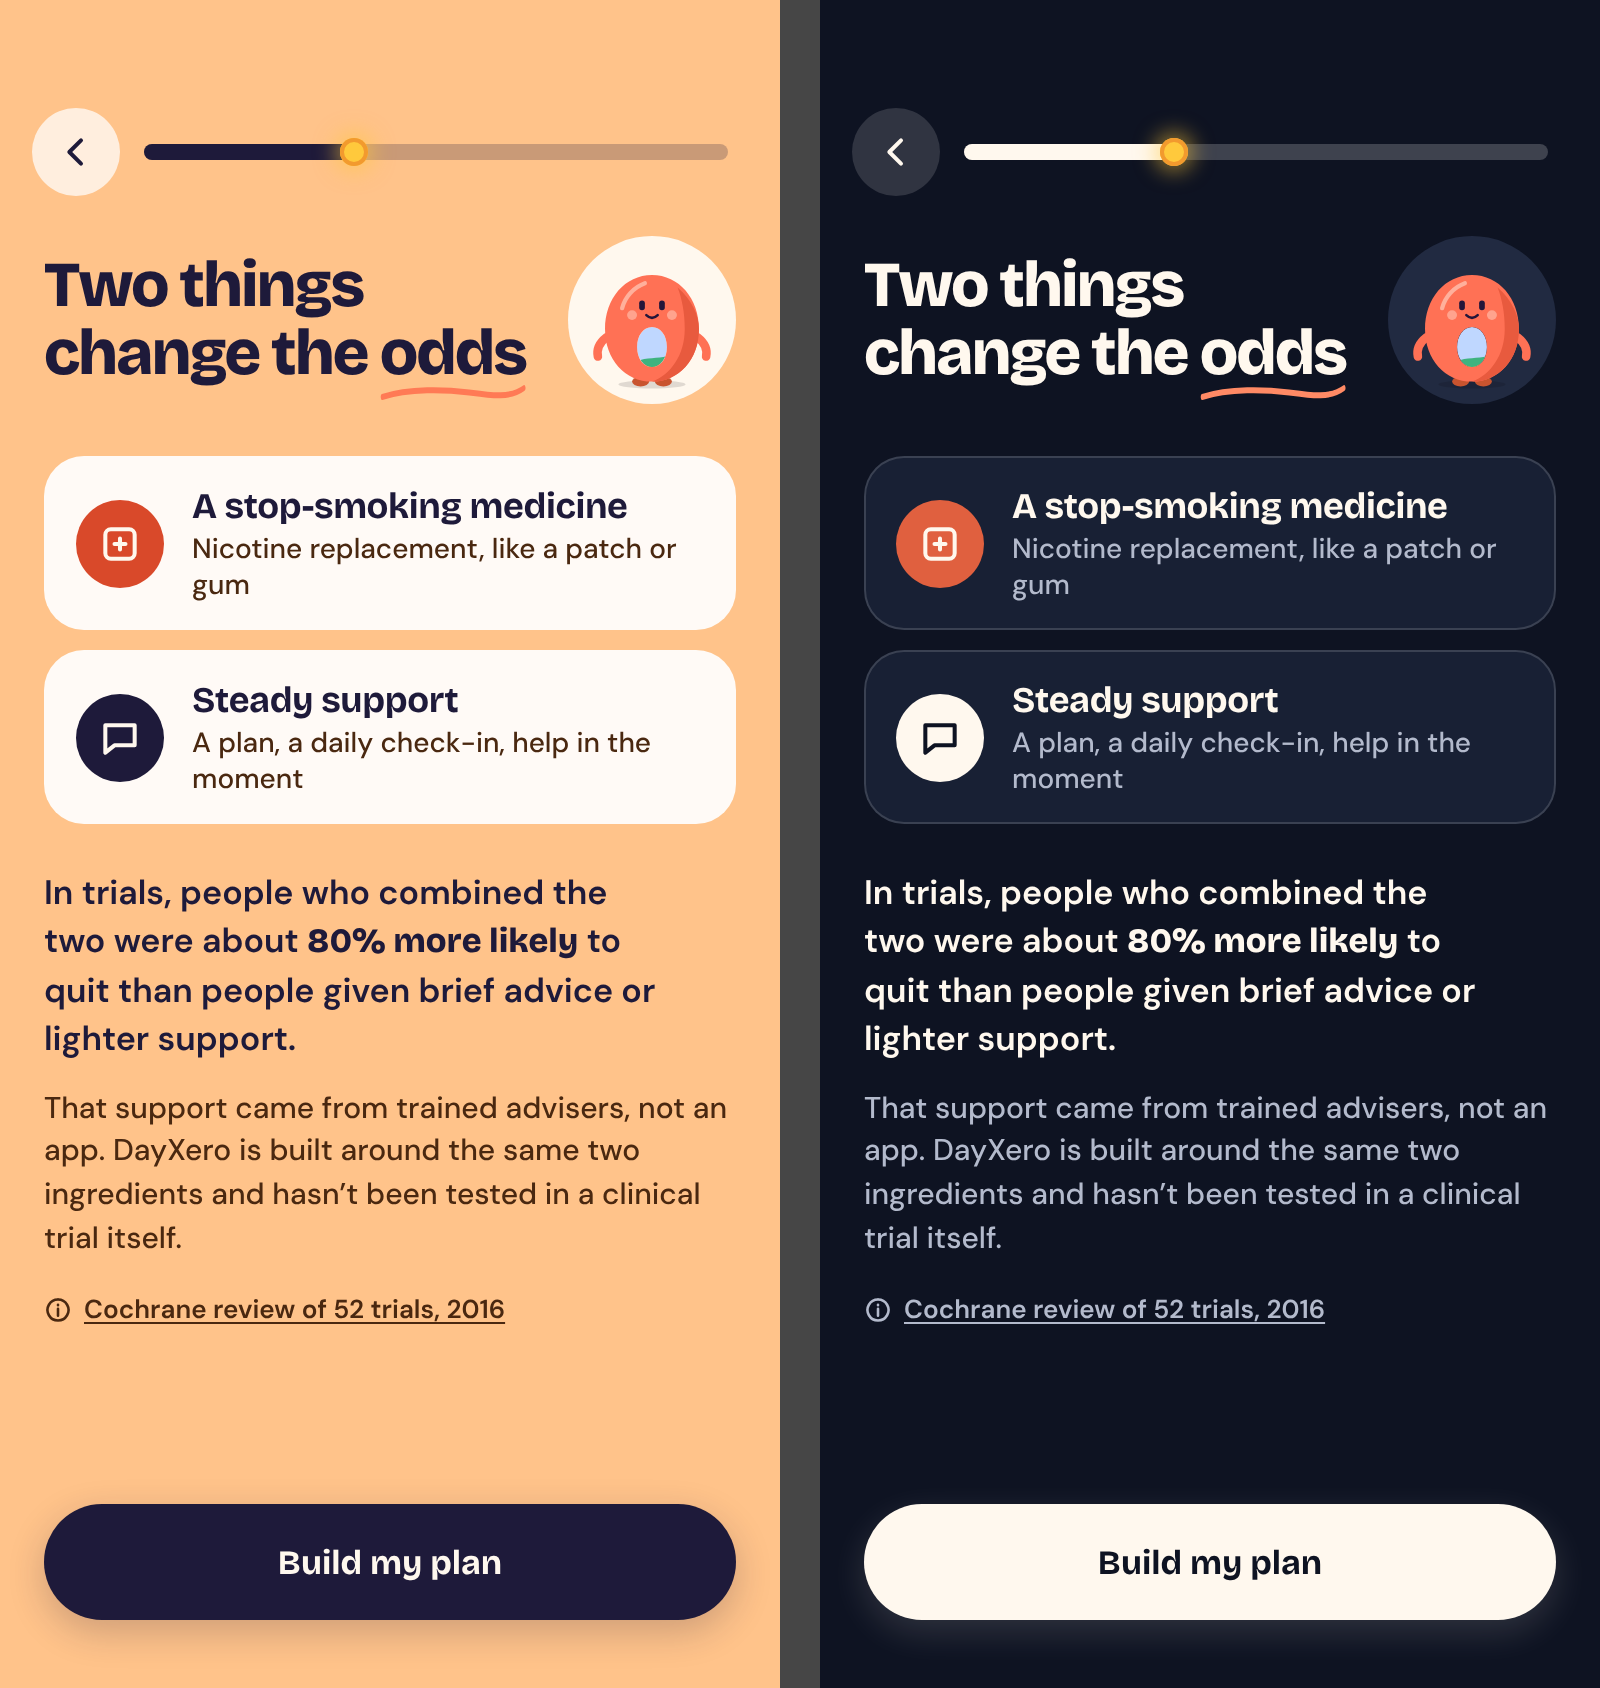 Two things
change the odds
A stop-smoking medicine
Nicotine replacement, like a patch or
gum
Steady support
A plan, a daily check-in, help in the
moment
In trials, people who combined the
two were about 80% more likely to
quit than people given brief advice or
lighter support.
That support came from trained advisers, not an
app. DayXero is built around the same two
ingredients and hasn’t been tested in a clinical
trial itself.
Cochrane review of 52 trials, 2016
Build my plan
Two things
change the odds
A stop-smoking medicine
Nicotine replacement, like a patch or
gum
Steady support
A plan, a daily check-in, help in the
moment
In trials, people who combined the
two were about 80% more likely to
quit than people given brief advice or
lighter support.
That support came from trained advisers, not an
app. DayXero is built around the same two
ingredients and hasn’t been tested in a clinical
trial itself.
Cochrane review of 52 trials, 2016
Build my plan